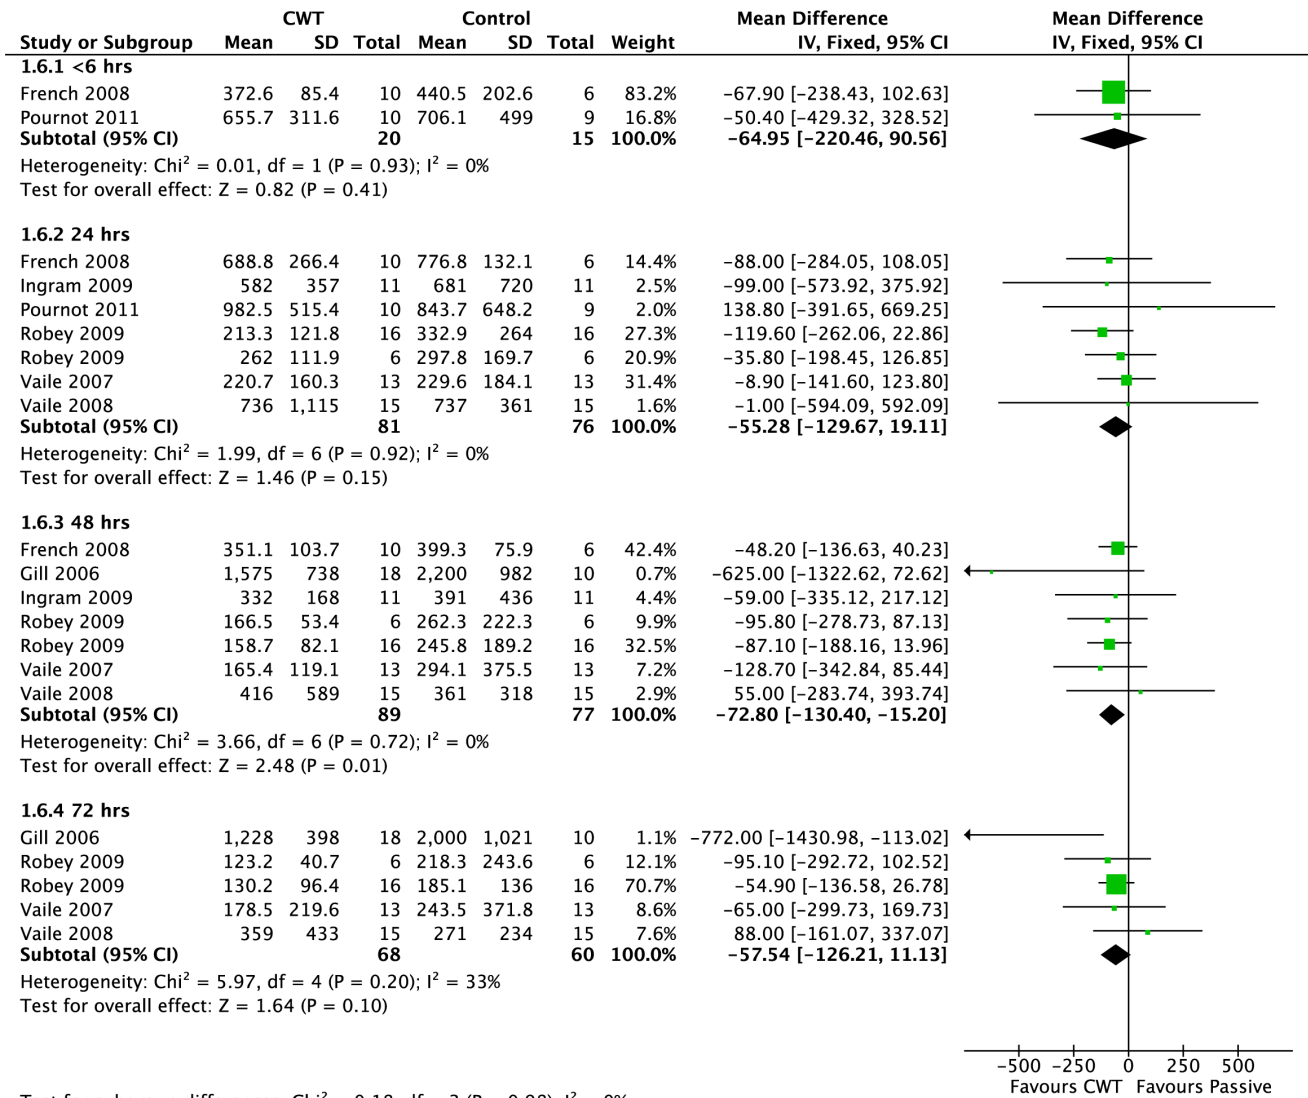 CWT Control Mean Difference Mean Difference
Study or Subgroup Mean SD Total Mean SD Total Weight IV, Fixed, 95% CI IV, Fixed, 95% CI
1.6.1 <6 hrs
French 2008 372.6 85.4 10 440.5 202.6 6 83.2% −67.90 [−238.43, 102.63]
Pournot 2011 655.7 311.6 10 706.1 499 9 16.8% −50.40 [−429.32, 328.52]
Subtotal (95% CI) 20 15 100.0% −64.95 [−220.46, 90.56]
Heterogeneity: Chi² = 0.01, df = 1 (P = 0.93); I² = 0%
Test for overall effect: Z = 0.82 (P = 0.41)
1.6.2 24 hrs
French 2008 688.8 266.4 10 776.8 132.1 6 14.4% −88.00 [−284.05, 108.05]
Ingram 2009 582 357 11 681 720 11 2.5% −99.00 [−573.92, 375.92]
Pournot 2011 982.5 515.4 10 843.7 648.2 9 2.0% 138.80 [−391.65, 669.25]
Robey 2009 213.3 121.8 16 332.9 264 16 27.3% −119.60 [−262.06, 22.86]
Robey 2009 262 111.9 6 297.8 169.7 6 20.9% −35.80 [−198.45, 126.85]
Vaile 2007 220.7 160.3 13 229.6 184.1 13 31.4% −8.90 [−141.60, 123.80]
Vaile 2008 736 1,115 15 737 361 15 1.6% −1.00 [−594.09, 592.09]
Subtotal (95% CI) 81 76 100.0% −55.28 [−129.67, 19.11]
Heterogeneity: Chi² = 1.99, df = 6 (P = 0.92); I² = 0%
Test for overall effect: Z = 1.46 (P = 0.15)
1.6.3 48 hrs
French 2008 351.1 103.7 10 399.3 75.9 6 42.4% −48.20 [−136.63, 40.23]
Gill 2006 1,575 738 18 2,200 982 10 0.7% −625.00 [−1322.62, 72.62]
Ingram 2009 332 168 11 391 436 11 4.4% −59.00 [−335.12, 217.12]
Robey 2009 166.5 53.4 6 262.3 222.3 6 9.9% −95.80 [−278.73, 87.13]
Robey 2009 158.7 82.1 16 245.8 189.2 16 32.5% −87.10 [−188.16, 13.96]
Vaile 2007 165.4 119.1 13 294.1 375.5 13 7.2% −128.70 [−342.84, 85.44]
Vaile 2008 416 589 15 361 318 15 2.9% 55.00 [−283.74, 393.74]
Subtotal (95% CI) 89 77 100.0% −72.80 [−130.40, −15.20]
Heterogeneity: Chi² = 3.66, df = 6 (P = 0.72); I² = 0%
Test for overall effect: Z = 2.48 (P = 0.01)
1.6.4 72 hrs
Gill 2006 1,228 398 18 2,000 1,021 10 1.1% −772.00 [−1430.98, −113.02]
Robey 2009 123.2 40.7 6 218.3 243.6 6 12.1% −95.10 [−292.72, 102.52]
Robey 2009 130.2 96.4 16 185.1 136 16 70.7% −54.90 [−136.58, 26.78]
Vaile 2007 178.5 219.6 13 243.5 371.8 13 8.6% −65.00 [−299.73, 169.73]
Vaile 2008 359 433 15 271 234 15 7.6% 88.00 [−161.07, 337.07]
Subtotal (95% CI) 68 60 100.0% −57.54 [−126.21, 11.13]
Heterogeneity: Chi² = 5.97, df = 4 (P = 0.20); I² = 33%
Test for overall effect: Z = 1.64 (P = 0.10)
−500 −250 0 250 500
Favours CWT Favours Passive